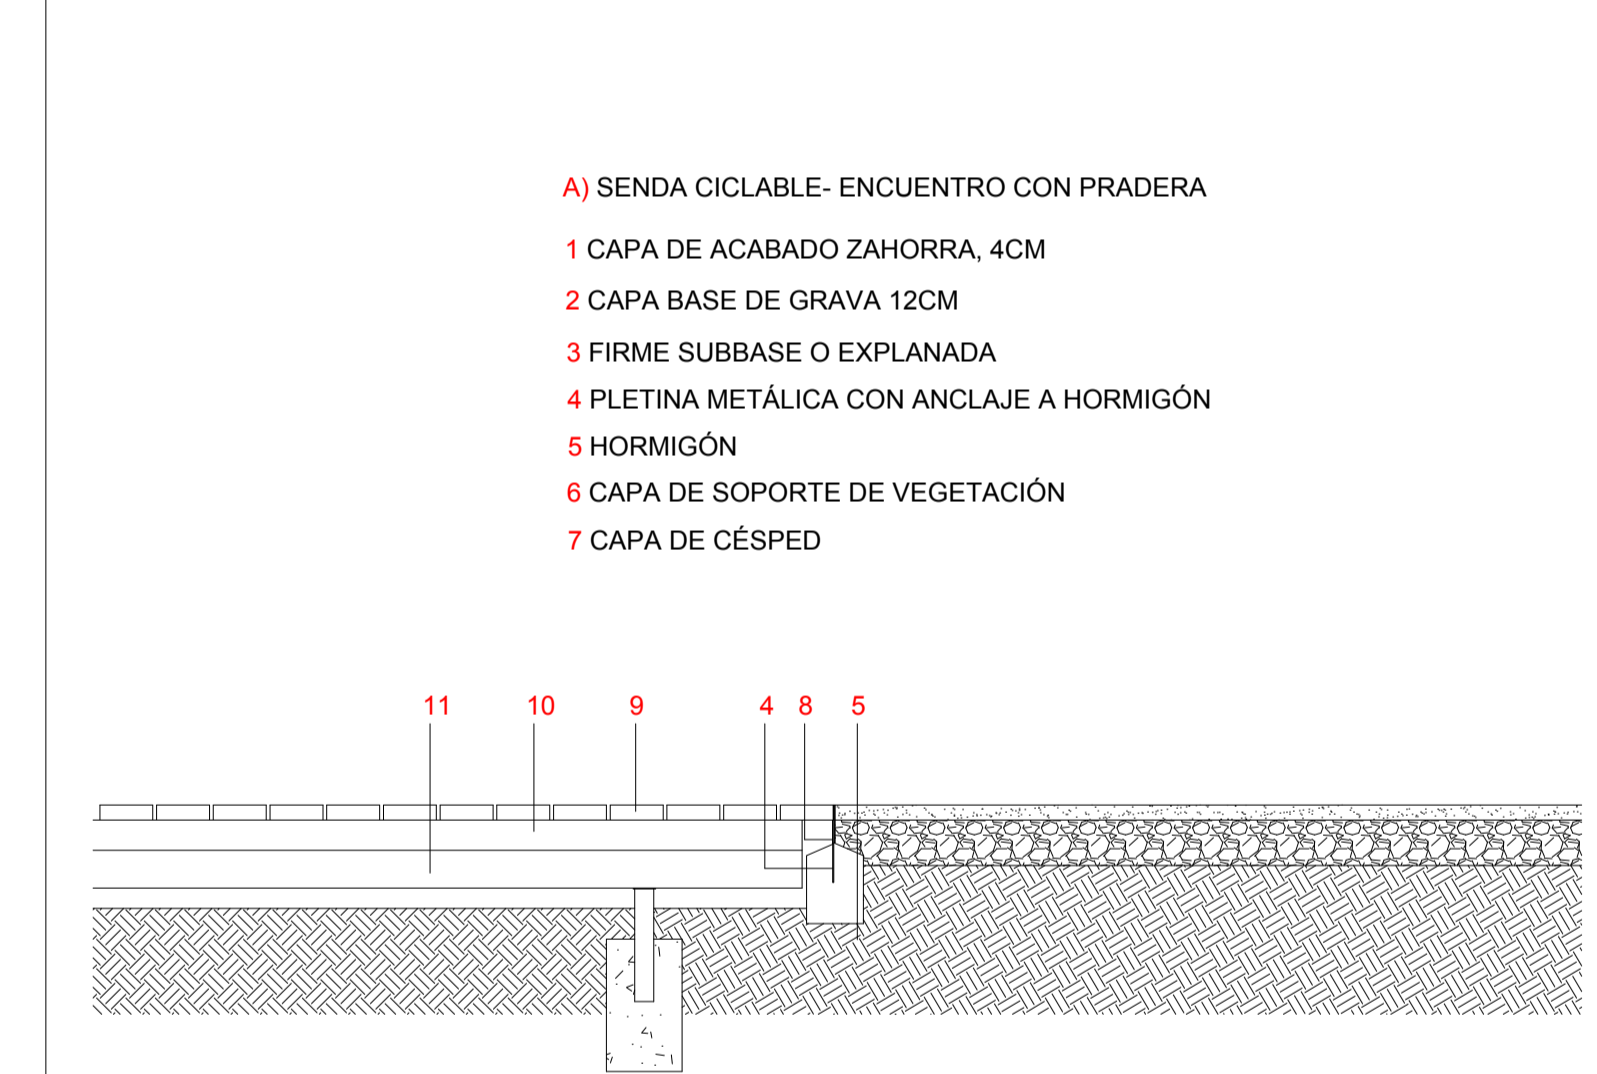 A) SENDA CICLABLE- ENCUENTRO CON PRADERA
1 CAPA DE ACABADO ZAHORRA, 4CM
2 CAPA BASE DE GRAVA 12CM
3 FIRME SUBBASE O EXPLANADA
4 PLETINA METÁLICA CON ANCLAJE A HORMIGÓN
5 HORMIGÓN
6 CAPA DE SOPORTE DE VEGETACIÓN
7 CAPA DE CÉSPED
11 10 9 4 8 5